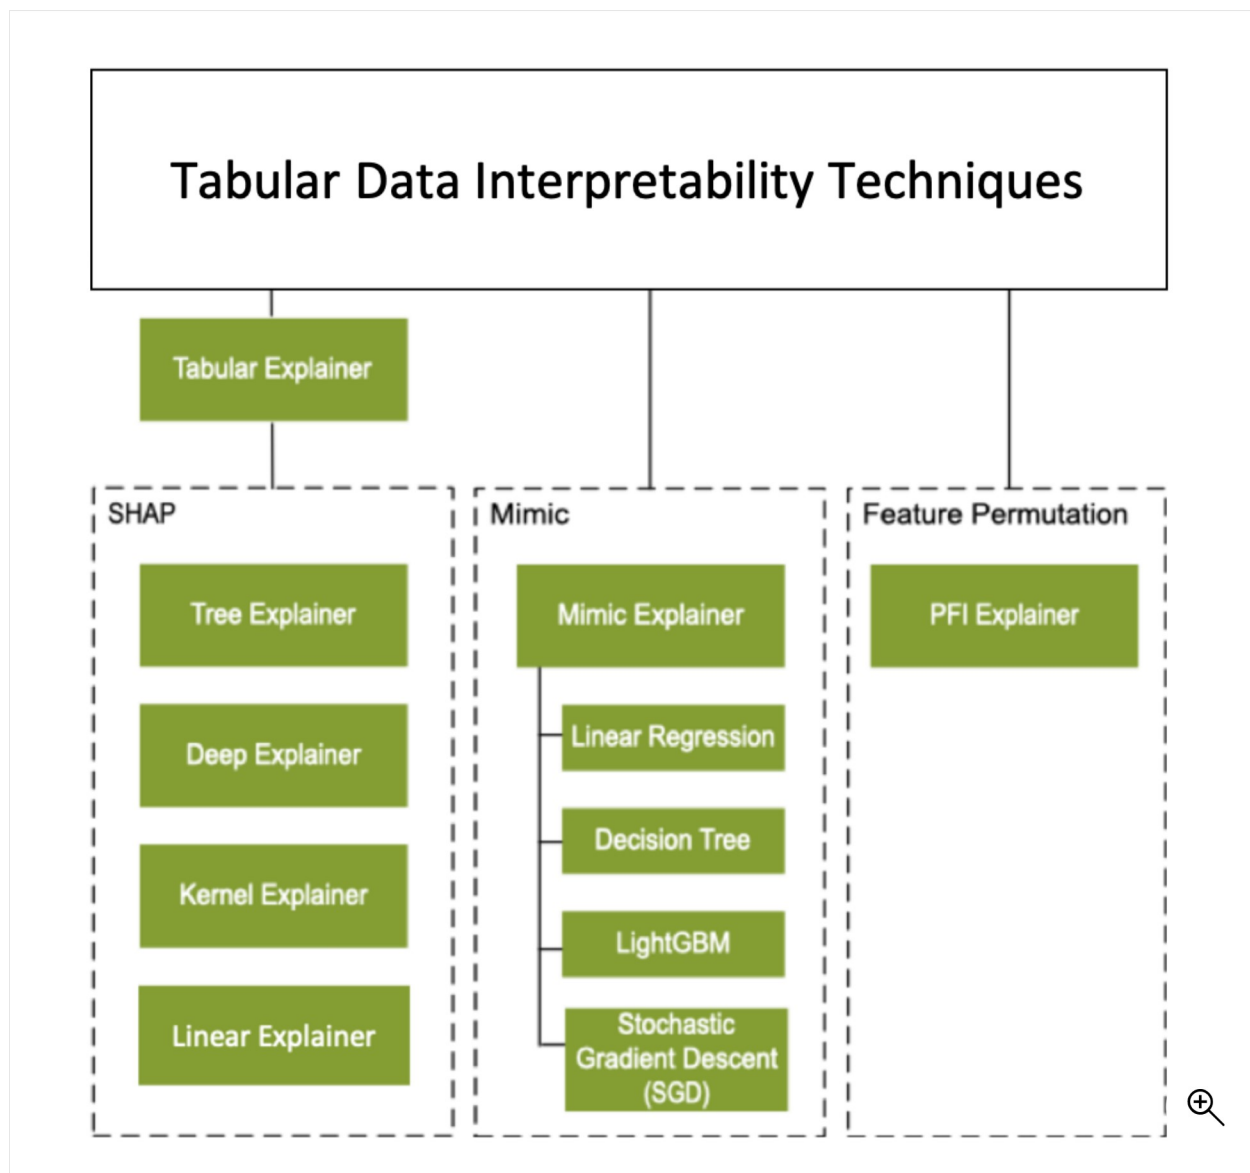 Tabular Data Interpretability Techniques
Tabular Explainer
SHAP
Tree Explainer
Deep Explainer
Kernel Explainer
Linear Explainer
Mimic
Mimic Explainer
Linear Regression
Decision Tree
LightGBM
Stochastic
Gradient Descent
(SGD)
Feature Permutation
PFI Explainer